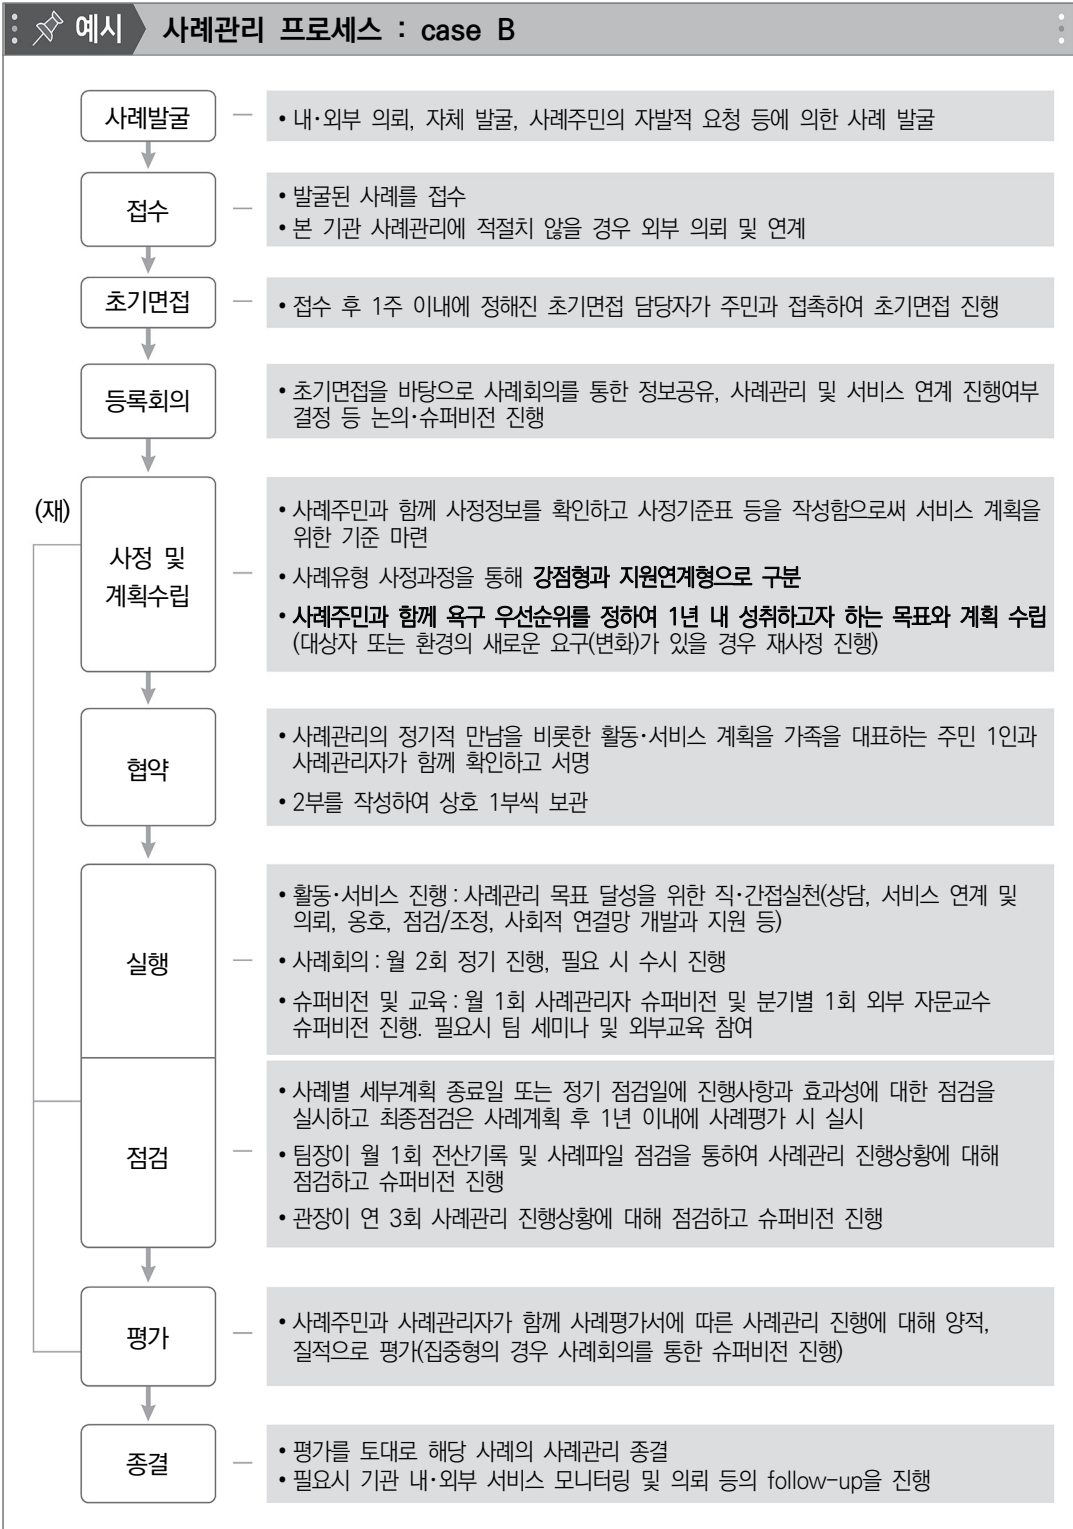 예시 사례관리 프로세스 : case B
사례발굴
• 내·외부 의뢰, 자체 발굴, 사례주민의 자발적 요청 등에 의한 사례 발굴
접수
• 발굴된 사례를 접수
• 본 기관 사례관리에 적절치 않을 경우 외부 의뢰 및 연계
초기면접
• 접수 후 1주 이내에 정해진 초기면접 담당자가 주민과 접촉하여 초기면접 진행
등록회의
• 초기면접을 바탕으로 사례회의를 통한 정보공유, 사례관리 및 서비스 연계 진행여부
결정 등 논의·슈퍼비전 진행
(재)
사정 및
계획수립
• 사례주민과 함께 사정정보를 확인하고 사정기준표 등을 작성함으로써 서비스 계획을
위한 기준 마련
• 사례유형 사정과정을 통해 강점형과 지원연계형으로 구분
• 사례주민과 함께 욕구 우선순위를 정하여 1년 내 성취하고자 하는 목표와 계획 수립
(대상자 또는 환경의 새로운 요구(변화)가 있을 경우 재사정 진행)
협약
• 사례관리의 정기적 만남을 비롯한 활동·서비스 계획을 가족을 대표하는 주민 1인과
사례관리자가 함께 확인하고 서명
• 2부를 작성하여 상호 1부씩 보관
실행
• 활동·서비스 진행 : 사례관리 목표 달성을 위한 직·간접실천(상담, 서비스 연계 및
의뢰, 옹호, 점검/조정, 사회적 연결망 개발과 지원 등)
• 사례회의 : 월 2회 정기 진행, 필요 시 수시 진행
• 슈퍼비전 및 교육 : 월 1회 사례관리자 슈퍼비전 및 분기별 1회 외부 자문교수
슈퍼비전 진행. 필요시 팀 세미나 및 외부교육 참여
점검
• 사례별 세부계획 종료일 또는 정기 점검일에 진행사항과 효과성에 대한 점검을
실시하고 최종점검은 사례계획 후 1년 이내에 사례평가 시 실시
• 팀장이 월 1회 전산기록 및 사례파일 점검을 통하여 사례관리 진행상황에 대해
점검하고 슈퍼비전 진행
• 관장이 연 3회 사례관리 진행상황에 대해 점검하고 슈퍼비전 진행
평가
• 사례주민과 사례관리자가 함께 사례평가서에 따른 사례관리 진행에 대해 양적,
질적으로 평가(집중형의 경우 사례회의를 통한 슈퍼비전 진행)
종결
• 평가를 토대로 해당 사례의 사례관리 종결
• 필요시 기관 내·외부 서비스 모니터링 및 의뢰 등의 follow-up을 진행